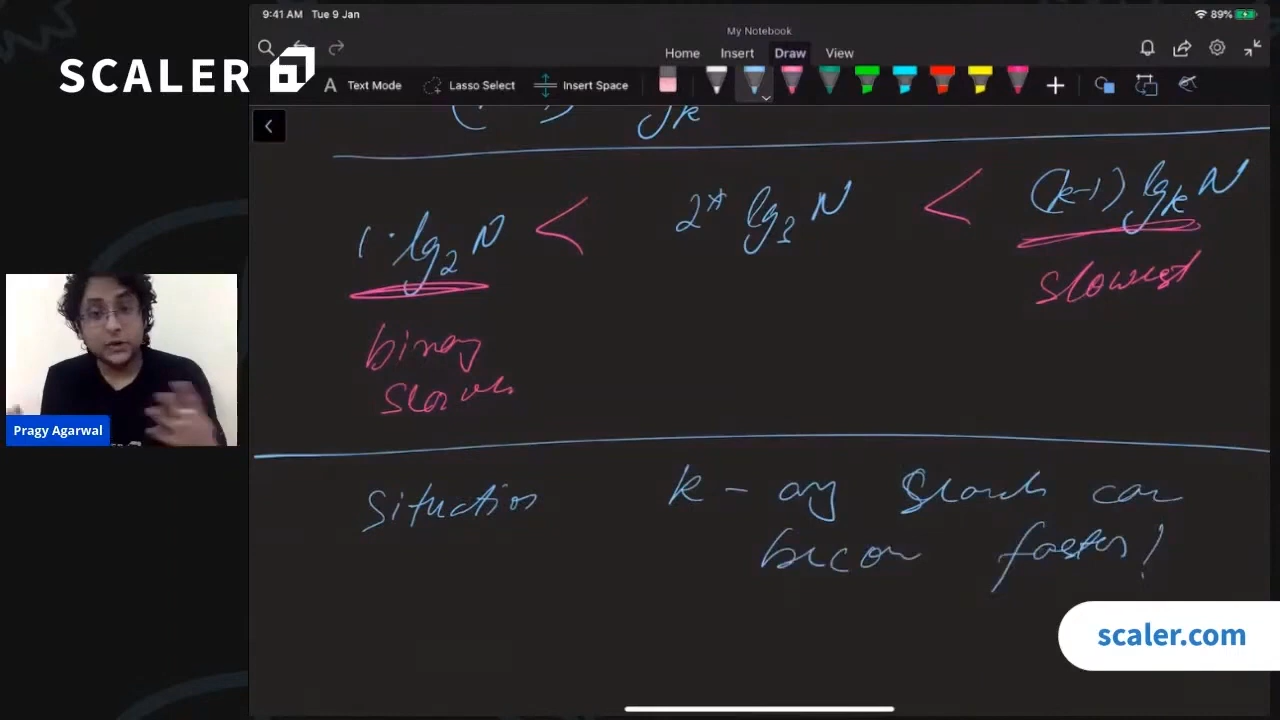 9:41 AM Tue 9 Jan
89%
My Notebook
SCALER
Home Insert Draw View
A Text Mode Lasso Select Insert Space
1 · lg₂ N < 2 * lg₃ N < (k-1) lgₖ N
slowest
binary
search
Pragy Agarwal
Situation k - ary Search can
become faster!
scaler.com